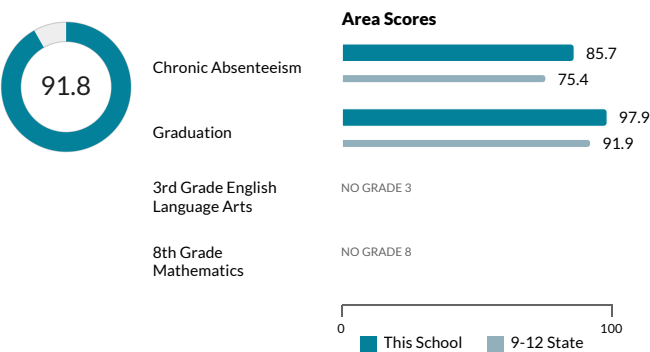 Area Scores
91.8
Chronic Absenteeism
85.7
75.4
Graduation
97.9
91.9
3rd Grade English
Language Arts
NO GRADE 3
8th Grade
Mathematics
NO GRADE 8
0
100
This School
9-12 State